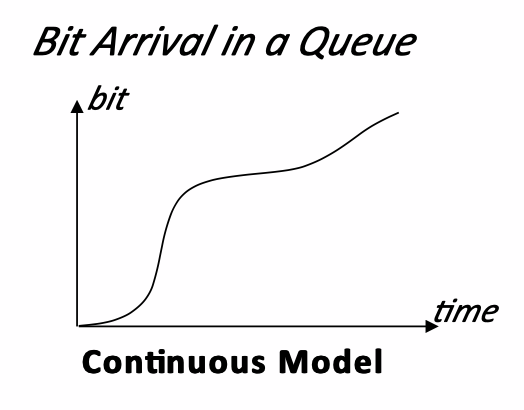 Bit Arrival in a Queue
bit
time
Continuous Model